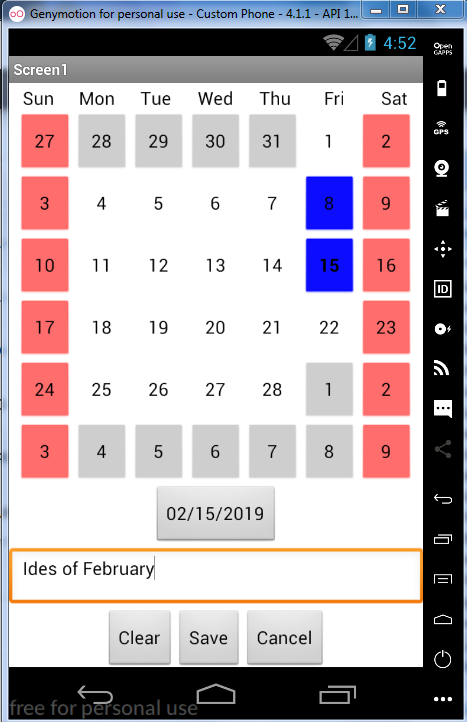 Genymotion for personal use - Custom Phone - 4.1.1 - API 1...
4:52
Open
GAPPS
Screen1
GPS
ID
Sun Mon Tue Wed Thu Fri Sat
27 28 29 30 31 1 2
3 4 5 6 7 8 9
10 11 12 13 14 15 16
17 18 19 20 21 22 23
24 25 26 27 28 1 2
3 4 5 6 7 8 9
02/15/2019
Ides of February
Clear Save Cancel
free for personal use